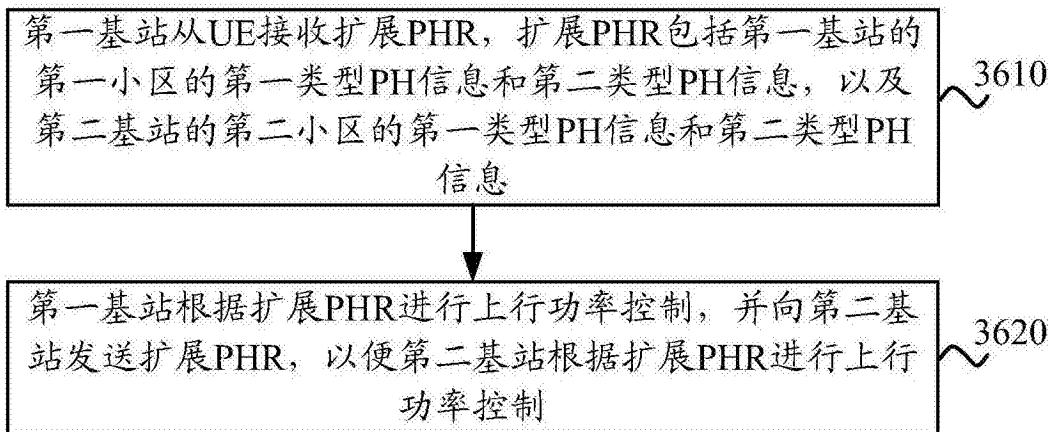 第一基站从UE接收扩展PHR，扩展PHR包括第一基站的
第一小区的第一类型PH信息和第二类型PH信息，以及
第二基站的第二小区的第一类型PH信息和第二类型PH
信息
3610
第一基站根据扩展PHR进行上行功率控制，并向第二基
站发送扩展PHR，以便第二基站根据扩展PHR进行上行
功率控制
3620